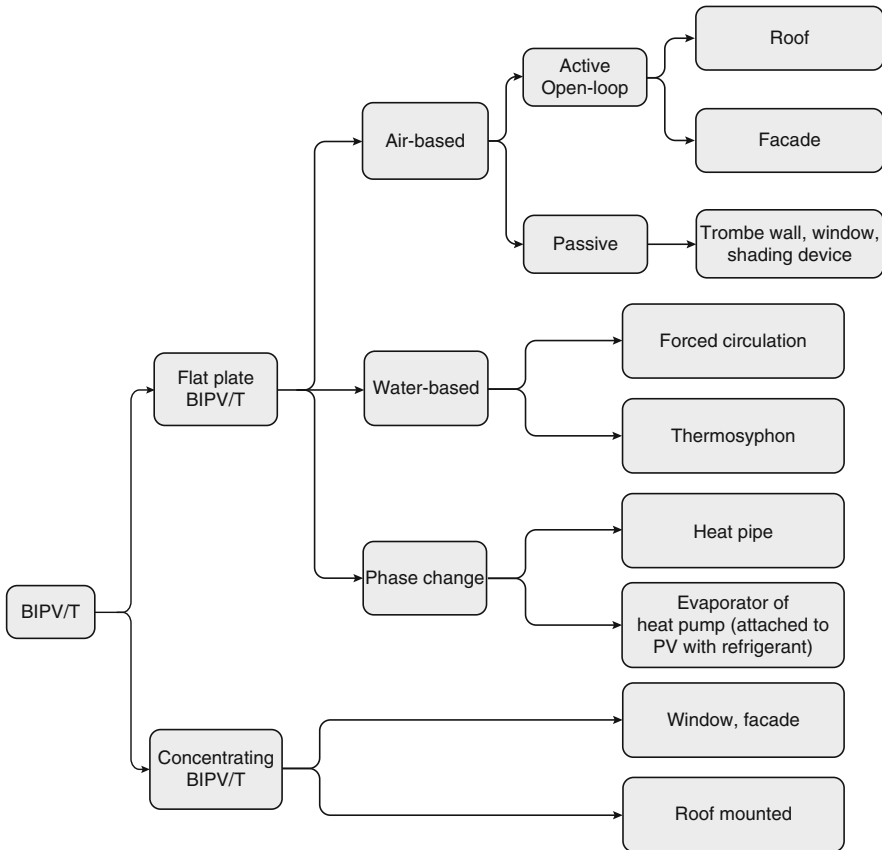 Roof
Active
Open-loop
Air-based
Facade
Passive
Trombe wall, window,
shading device
Forced circulation
Flat plate
BIPV/T
Water-based
Thermosyphon
Heat pipe
Phase change
BIPV/T
Evaporator of
heat pump (attached to
PV with refrigerant)
Window, facade
Concentrating
BIPV/T
Roof mounted